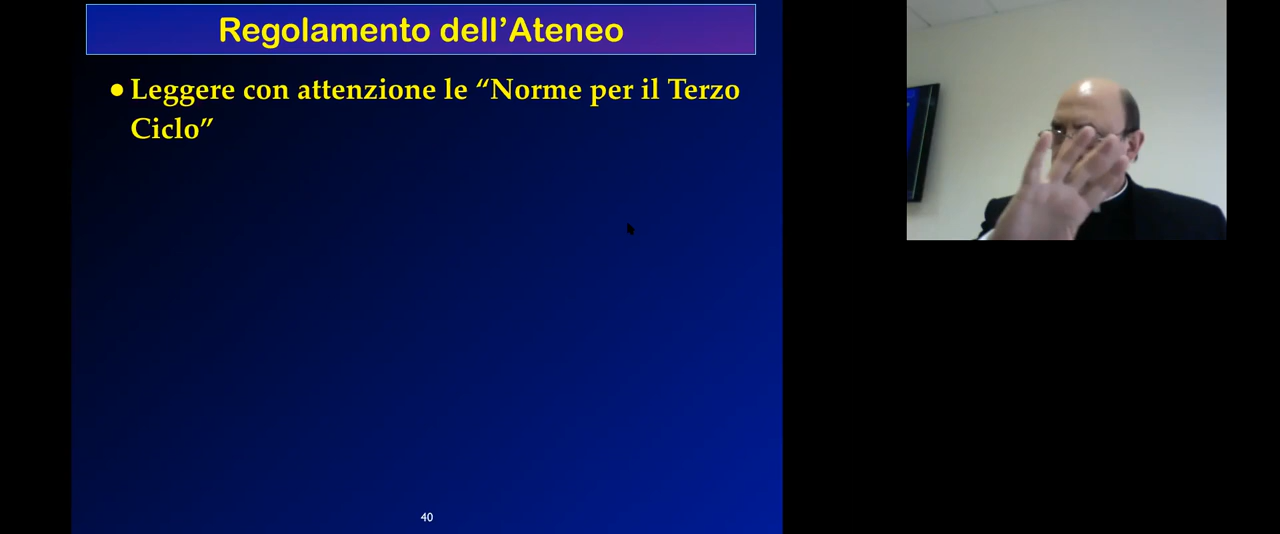 Regolamento dell’Ateneo
● Leggere con attenzione le “Norme per il Terzo
Ciclo”
40